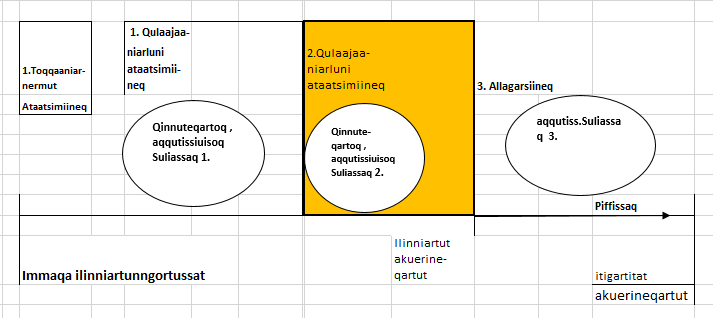 1.Toqqaaniar-
nermut
Ataatsimiineq
1. Qulaajaa-
niarluni
ataatsimii-
neq
Qinnuteqartoq ,
aqqutissiuisoq
Suliassaq 1.
2.Qulaajaa-
niarluni
ataatsimiineq
Qinnute-
qartoq ,
aqqutissiuisoq
Suliassaq 2.
3. Allagarsiineq
aqqutiss.Suliassa
q 3.
Piffissaq
Immaqa ilinniartunngortussat
Ilinniartut
akuerine-
qartut
itigartitat
akuerineqartut